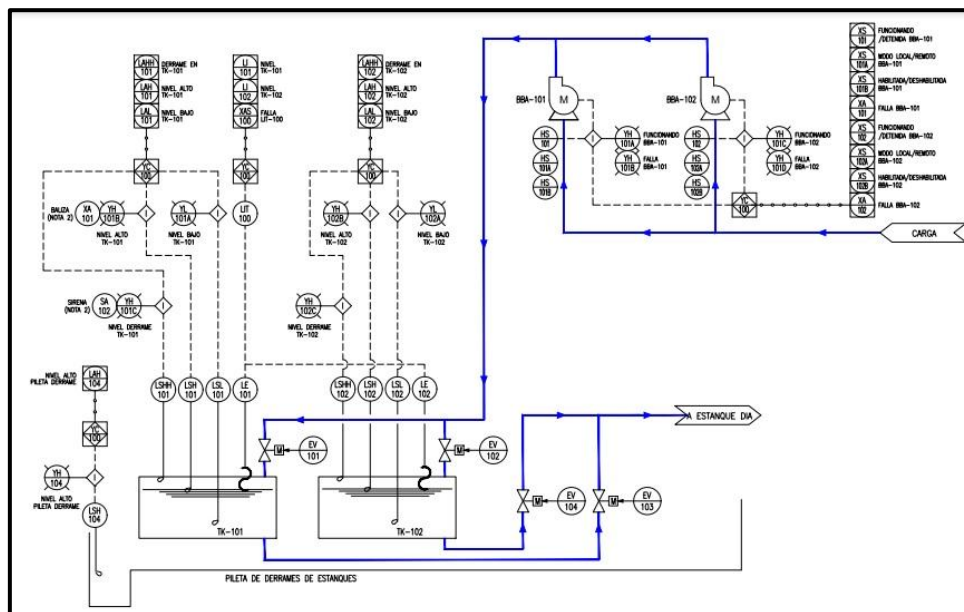 LAHH
101
DERRAME EN
TK-101
LAH
101
NIVEL ALTO
TK-101
LAL
101
NIVEL BAJO
TK-101
LI
101
NIVEL
TK-101
LI
102
NIVEL
TK-102
XAS
100
FALLA
LIT-100
LAHH
102
DERRAME EN
TK-102
LAH
102
NIVEL ALTO
TK-102
LAL
102
NIVEL BAJO
TK-102
YC
100
YC
100
YC
100
BALIZA
(NOTA 2)
XA
101
YH
101B
I
NIVEL ALTO
TK-101
YL
101A
I
NIVEL BAJO
TK-101
LIT
100
YH
102B
I
NIVEL ALTO
TK-102
I
YL
102A
NIVEL BAJO
TK-102
SIRENA
(NOTA 2)
SA
102
YH
101C
I
NIVEL DERRAME
TK-101
YH
102C
I
NIVEL DERRAME
TK-102
NIVEL ALTO
PILETA DERRAME
LAH
104
YC
100
YH
104
I
NIVEL ALTO
PILETA DERRAME
LSH
104
LSHH
101
LSH
101
LSL
101
LE
101
LSHH
102
LSH
102
LSL
102
LE
102
M
EV
101
M
EV
102
TK-101
TK-102
M
EV
104
M
EV
103
A ESTANQUE DIA
PILETA DE DERRAMES DE ESTANQUES
BBA-101
M
BBA-102
M
HS
101
HS
101A
HS
101B
I
YH
101A
FUNCIONANDO
BBA-101
YH
101B
FALLA
BBA-101
HS
102
HS
102A
HS
102B
I
YH
101C
FUNCIONANDO
BBA-102
YH
101D
FALLA
BBA-102
YC
100
XS
101
FUNCIONANDO
/DETENIDA BBA-101
XS
101A
MODO LOCAL/REMOTO
BBA-101
XS
101B
HABILITADA/DESHABILITADA
BBA-101
XA
101
FALLA BBA-101
XS
102
FUNCIONANDO
/DETENIDA BBA-102
XS
102A
MODO LOCAL/REMOTO
BBA-102
XS
102B
HABILITADA/DESHABILITADA
BBA-102
XA
102
FALLA BBA-102
CARGA